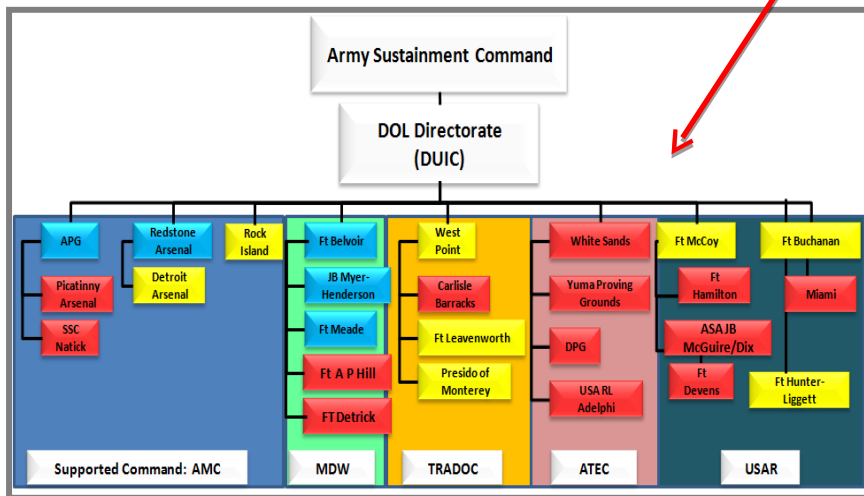 Army Sustainment Command
DOL Directorate
(DUIC)
APG
Picatinny
Arsenal
SSC
Natick
Redstone
Arsenal
Detroit
Arsenal
Rock
Island
Supported Command: AMC
Ft Belvoir
JB Myer-
Henderson
Ft Meade
Ft A P Hill
FT Detrick
MDW
West
Point
Carlisle
Barracks
Ft Leavenworth
Presido of
Monterey
TRADOC
White Sands
Yuma Proving
Grounds
DPG
USA RL
Adelphi
ATEC
Ft McCoy
Ft
Hamilton
ASA JB
McGuire/Dix
Ft
Devens
Ft Buchanan
Miami
Ft Hunter-
Liggett
USAR